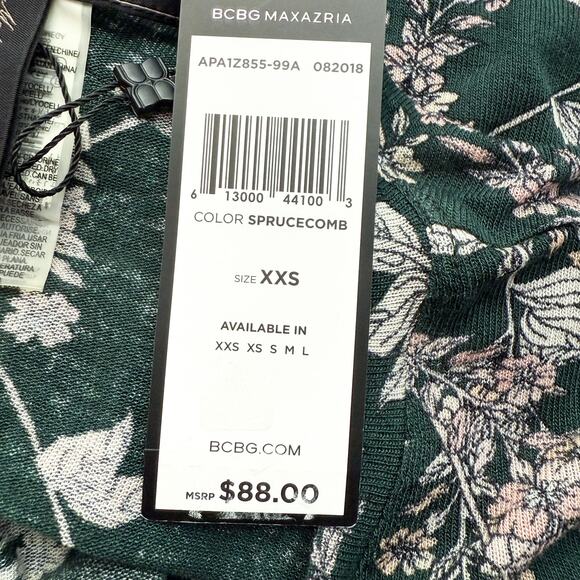 BCBG MAXAZRIA
APA1Z855-99A 082018
6 13000 44100 3
COLOR SPRUCECOMB
SIZE XXS
AVAILABLE IN
XXS XS S M L
BCBG.COM
MSRP $88.00